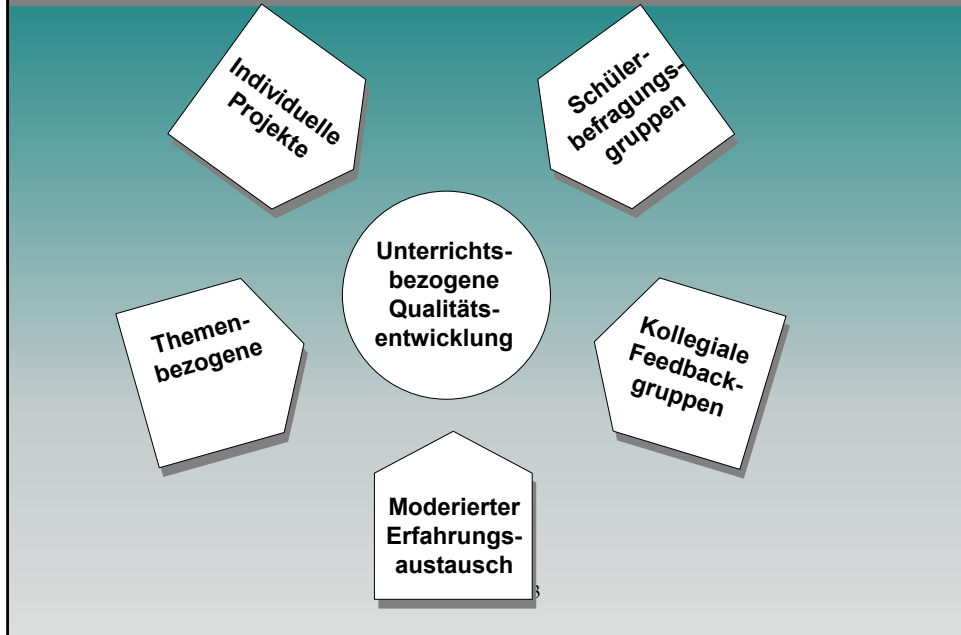 Individuelle
Projekte
Schüler-
befragungs-
gruppen
Unterrichts-
bezogene
Qualitäts-
entwicklung
Themen-
bezogene
Kollegiale
Feedback-
gruppen
Moderierter
Erfahrungs-
austausch